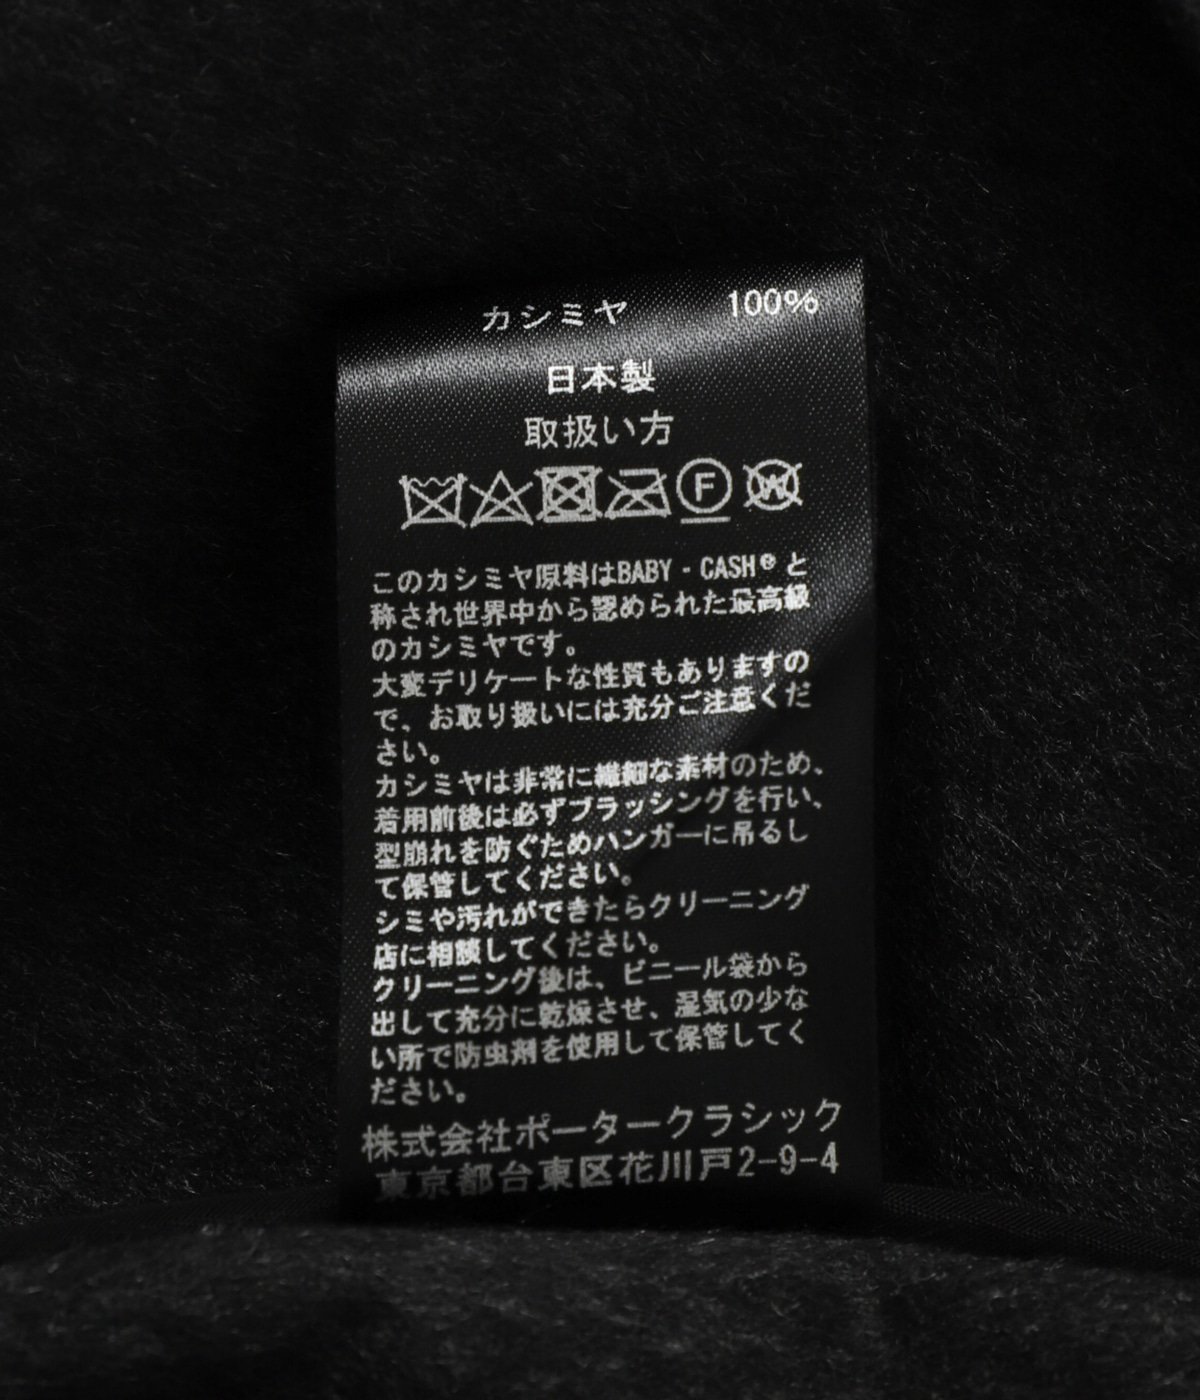 カシミヤ 100%
日本製
取扱い方
F W
このカシミヤ原料はBABY・CASH®と
称され世界中から認められた最高級
のカシミヤです。
大変デリケートな性質もありますの
で、お取り扱いには充分ご注意くだ
さい。
カシミヤは非常に繊細な素材のため、
着用前後は必ずブラッシングを行い、
型崩れを防ぐためハンガーに吊るし
て保管してください。
シミや汚れができたらクリーニング
店に相談してください。
クリーニング後は、ビニール袋から
出して充分に乾燥させ、湿気の少な
い所で防虫剤を使用して保管してく
ださい。
株式会社ポータークラシック
東京都台東区花川戸2-9-4